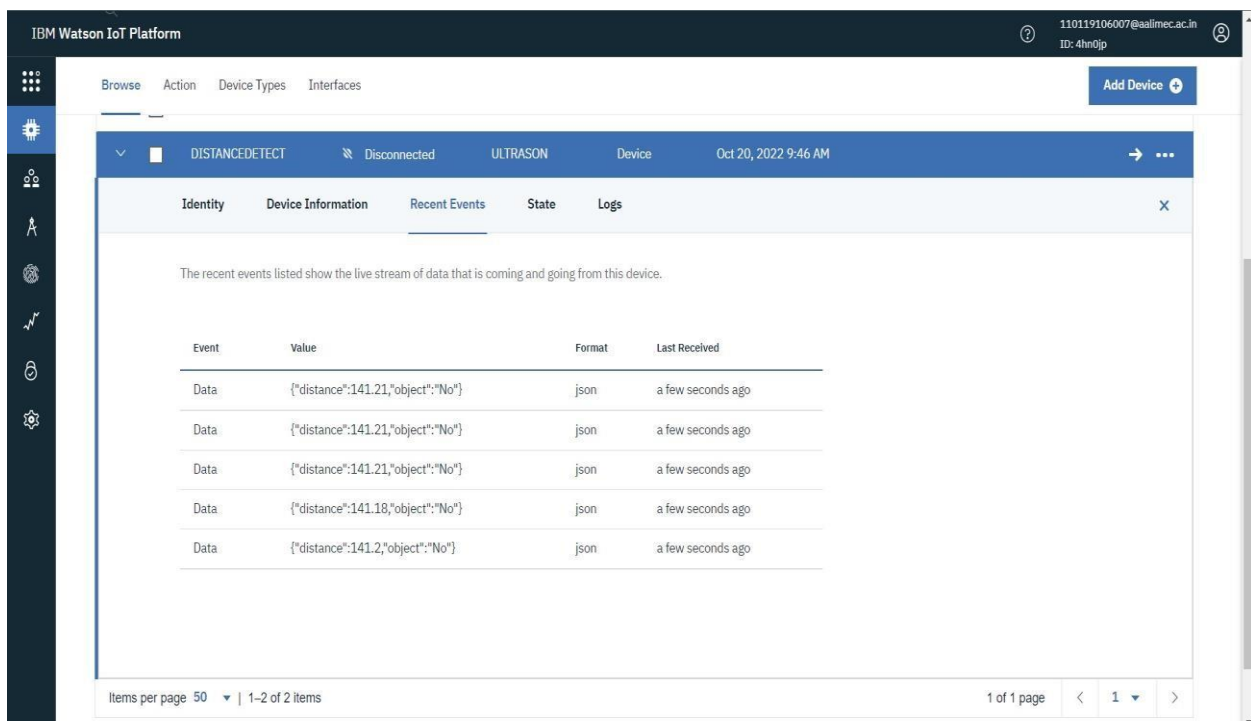 IBM Watson IoT Platform
110119106007@aalimec.ac.in
ID: 4hn0jp
Browse Action Device Types Interfaces
Add Device
DISTANCEDETECT Disconnected ULTRASON Device Oct 20, 2022 9:46 AM
Identity Device Information Recent Events State Logs
The recent events listed show the live stream of data that is coming and going from this device.
Event Value Format Last Received
Data {"distance":141.21,"object":"No"} json a few seconds ago
Data {"distance":141.21,"object":"No"} json a few seconds ago
Data {"distance":141.21,"object":"No"} json a few seconds ago
Data {"distance":141.18,"object":"No"} json a few seconds ago
Data {"distance":141.2,"object":"No"} json a few seconds ago
Items per page 50 | 1–2 of 2 items 1 of 1 page 1